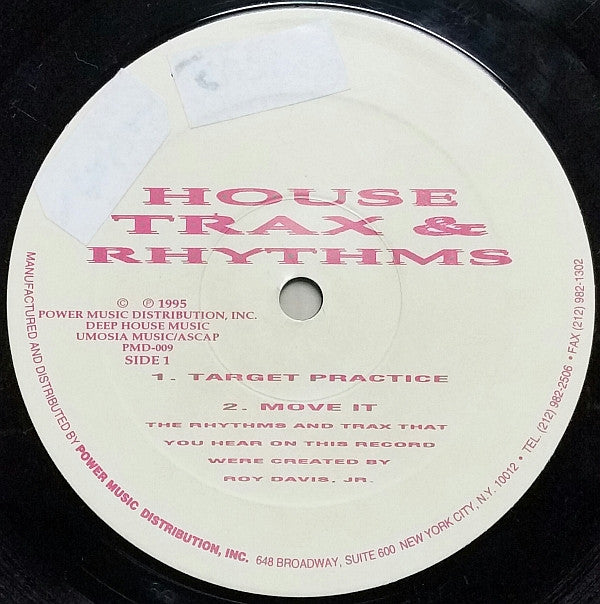 HOUSE
TRAX &
RHYTHMS
© ℗ 1995
POWER MUSIC DISTRIBUTION, INC.
DEEP HOUSE MUSIC
UMOSIA MUSIC/ASCAP
PMD-009
SIDE 1
1. TARGET PRACTICE
2. MOVE IT
THE RHYTHMS AND TRAX THAT
YOU HEAR ON THIS RECORD
WERE CREATED BY
ROY DAVIS, JR.
MANUFACTURED AND DISTRIBUTED BY POWER MUSIC DISTRIBUTION, INC. 648 BROADWAY, SUITE 600 NEW YORK CITY, N.Y. 10012 • TEL. (212) 982-2506 • FAX (212) 982-1302